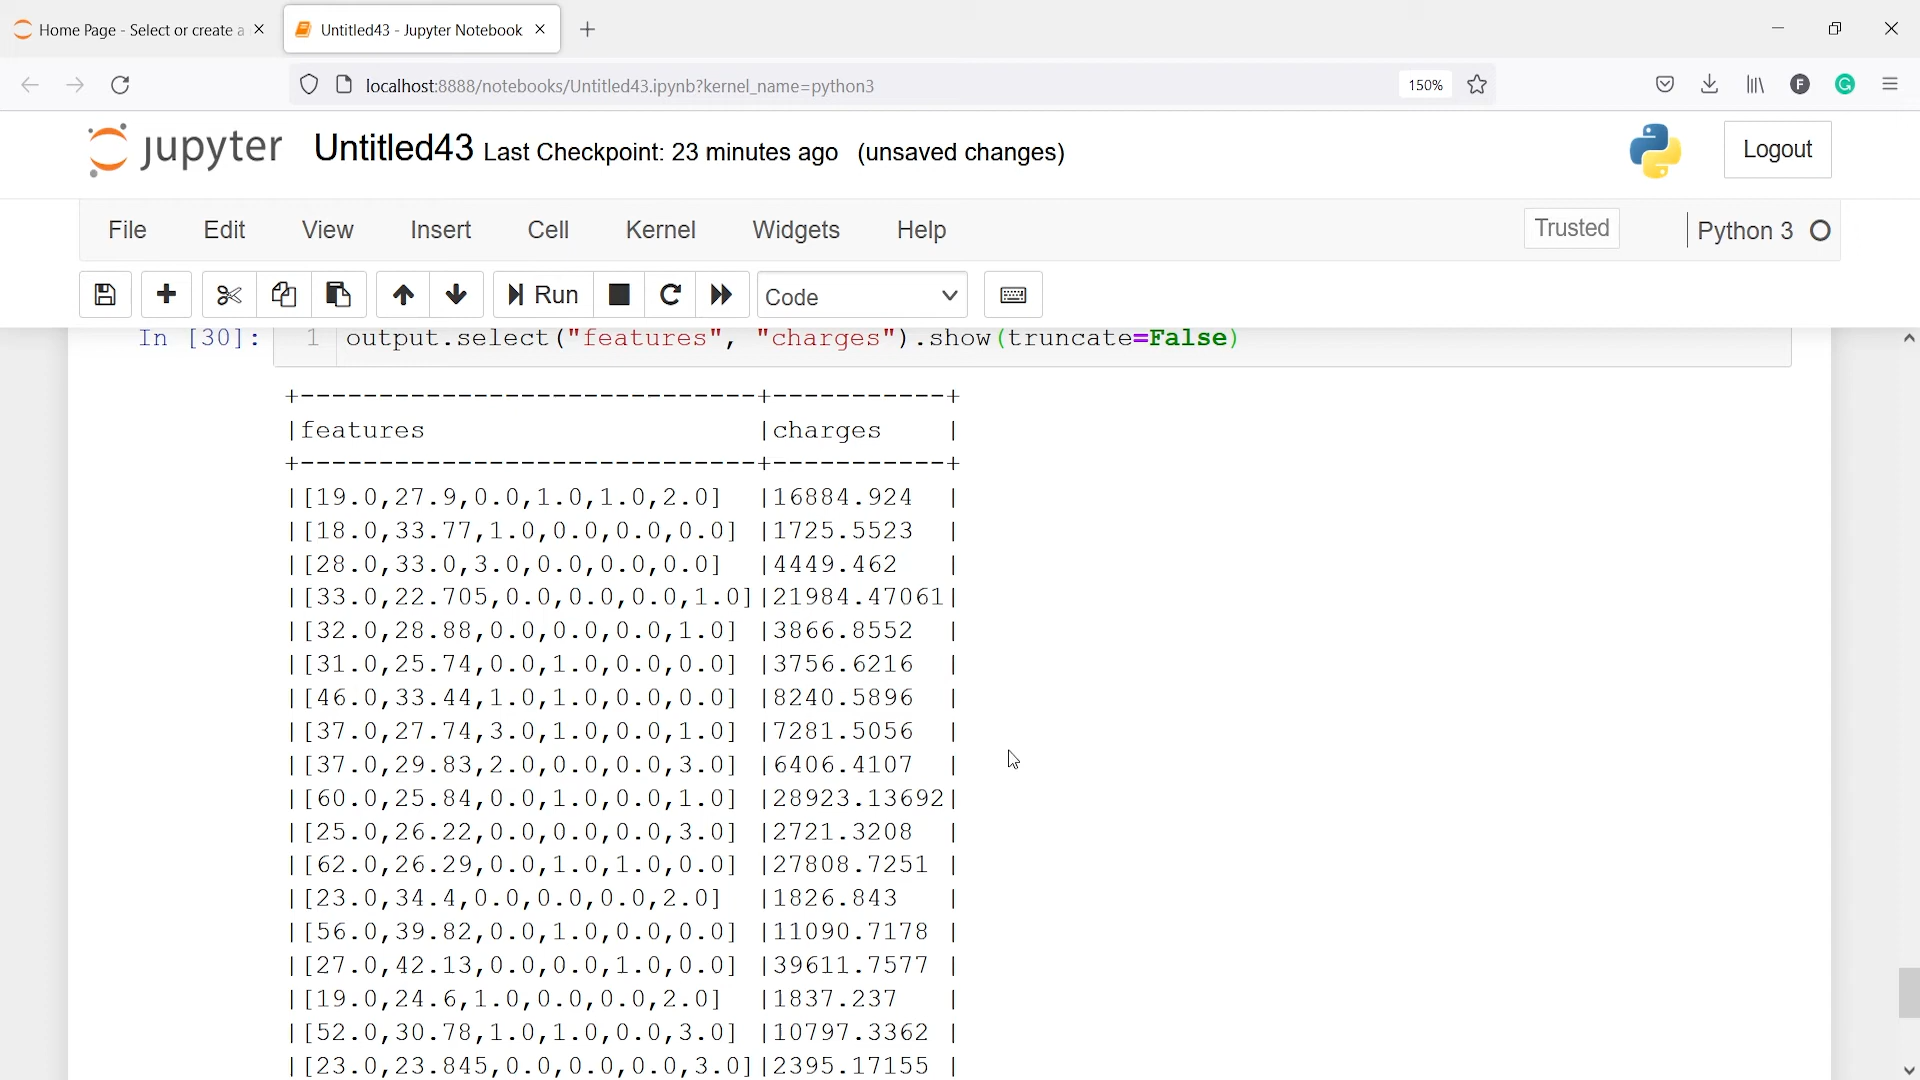 Home Page - Select or create a
Untitled43 - Jupyter Notebook
localhost:8888/notebooks/Untitled43.ipynb?kernel_name=python3
150%
jupyter Untitled43 Last Checkpoint: 23 minutes ago (unsaved changes)
Logout
File Edit View Insert Cell Kernel Widgets Help
Trusted
Python 3
Run
Code
In [30]: 1 output.select("features", "charges").show(truncate=False)
+-----------------------------+-----------+
|features                     |charges    |
+-----------------------------+-----------+
|[19.0,27.9,0.0,1.0,1.0,2.0]  |16884.924  |
|[18.0,33.77,1.0,0.0,0.0,0.0] |1725.5523  |
|[28.0,33.0,3.0,0.0,0.0,0.0]  |4449.462   |
|[33.0,22.705,0.0,0.0,0.0,1.0]|21984.47061|
|[32.0,28.88,0.0,0.0,0.0,1.0] |3866.8552  |
|[31.0,25.74,0.0,1.0,0.0,0.0] |3756.6216  |
|[46.0,33.44,1.0,1.0,0.0,0.0] |8240.5896  |
|[37.0,27.74,3.0,1.0,0.0,1.0] |7281.5056  |
|[37.0,29.83,2.0,0.0,0.0,3.0] |6406.4107  |
|[60.0,25.84,0.0,1.0,0.0,1.0] |28923.13692|
|[25.0,26.22,0.0,0.0,0.0,3.0] |2721.3208  |
|[62.0,26.29,0.0,1.0,1.0,0.0] |27808.7251 |
|[23.0,34.4,0.0,0.0,0.0,2.0]  |1826.843   |
|[56.0,39.82,0.0,1.0,0.0,0.0] |11090.7178 |
|[27.0,42.13,0.0,0.0,1.0,0.0] |39611.7577 |
|[19.0,24.6,1.0,0.0,0.0,2.0]  |1837.237   |
|[52.0,30.78,1.0,1.0,0.0,3.0] |10797.3362 |
|[23.0,23.845,0.0,0.0,0.0,3.0]|2395.17155 |